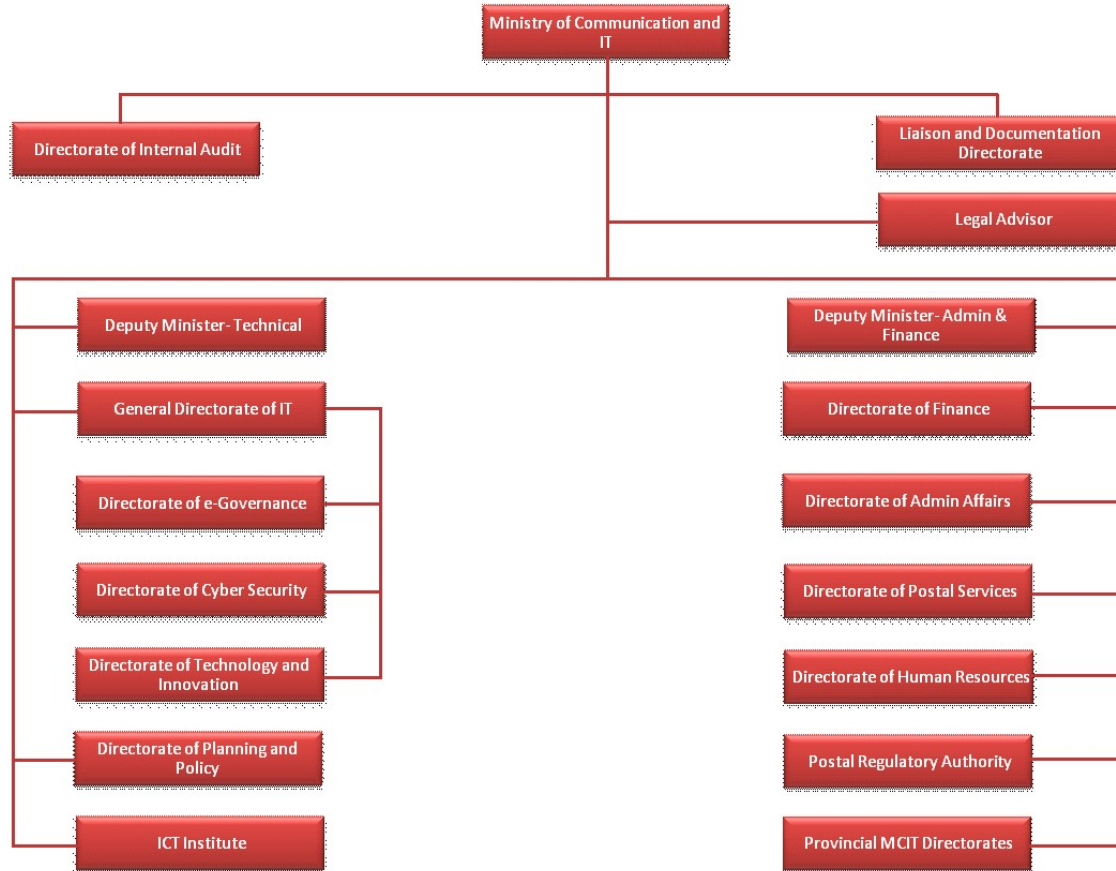 Ministry of Communication and
IT
Directorate of Internal Audit
Liaison and Documentation
Directorate
Legal Advisor
Deputy Minister- Technical
General Directorate of IT
Directorate of e-Governance
Directorate of Cyber Security
Directorate of Technology and
Innovation
Directorate of Planning and
Policy
ICT Institute
Deputy Minister- Admin &
Finance
Directorate of Finance
Directorate of Admin Affairs
Directorate of Postal Services
Directorate of Human Resources
Postal Regulatory Authority
Provincial MCIT Directorates